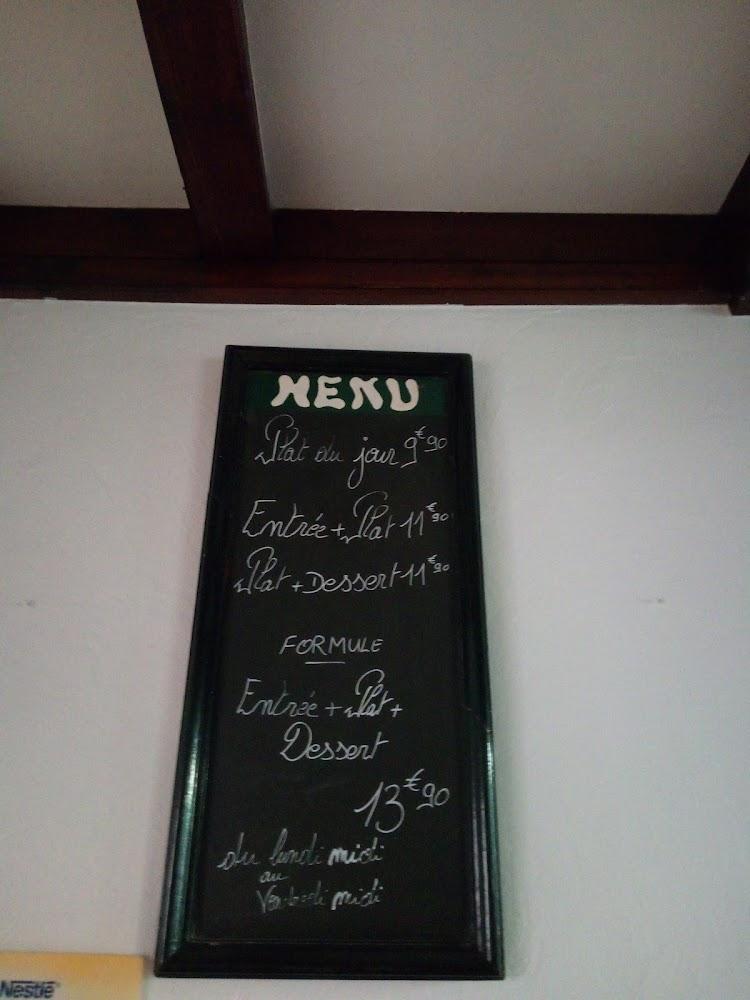 MENU
Plat du jour 9€90
Entrée + Plat 11€90
Plat + Dessert 11€90
FORMULE
Entrée + Plat +
Dessert
13€90
du lundi midi
au
Vendredi midi
Nestlé